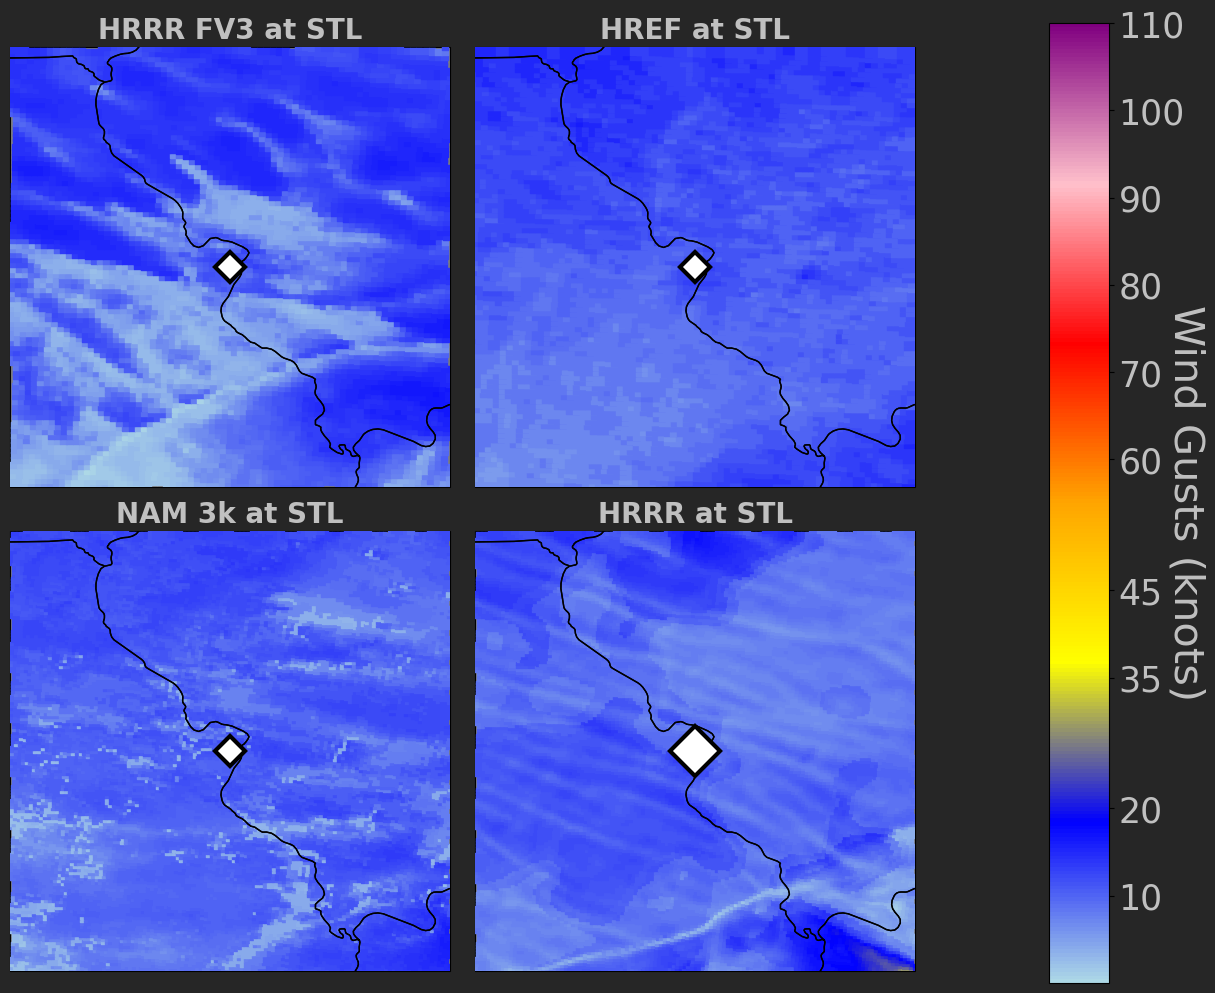 HRRR FV3 at STL
HREF at STL
NAM 3k at STL
HRRR at STL
110
100
90
80
70
60
45
35
20
10
Wind Gusts (knots)